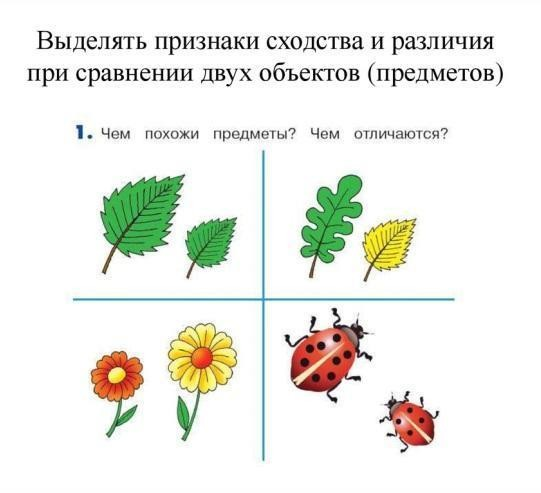 Выделять признаки сходства и различия
при сравнении двух объектов (предметов)
1. Чем похожи предметы? Чем отличаются?